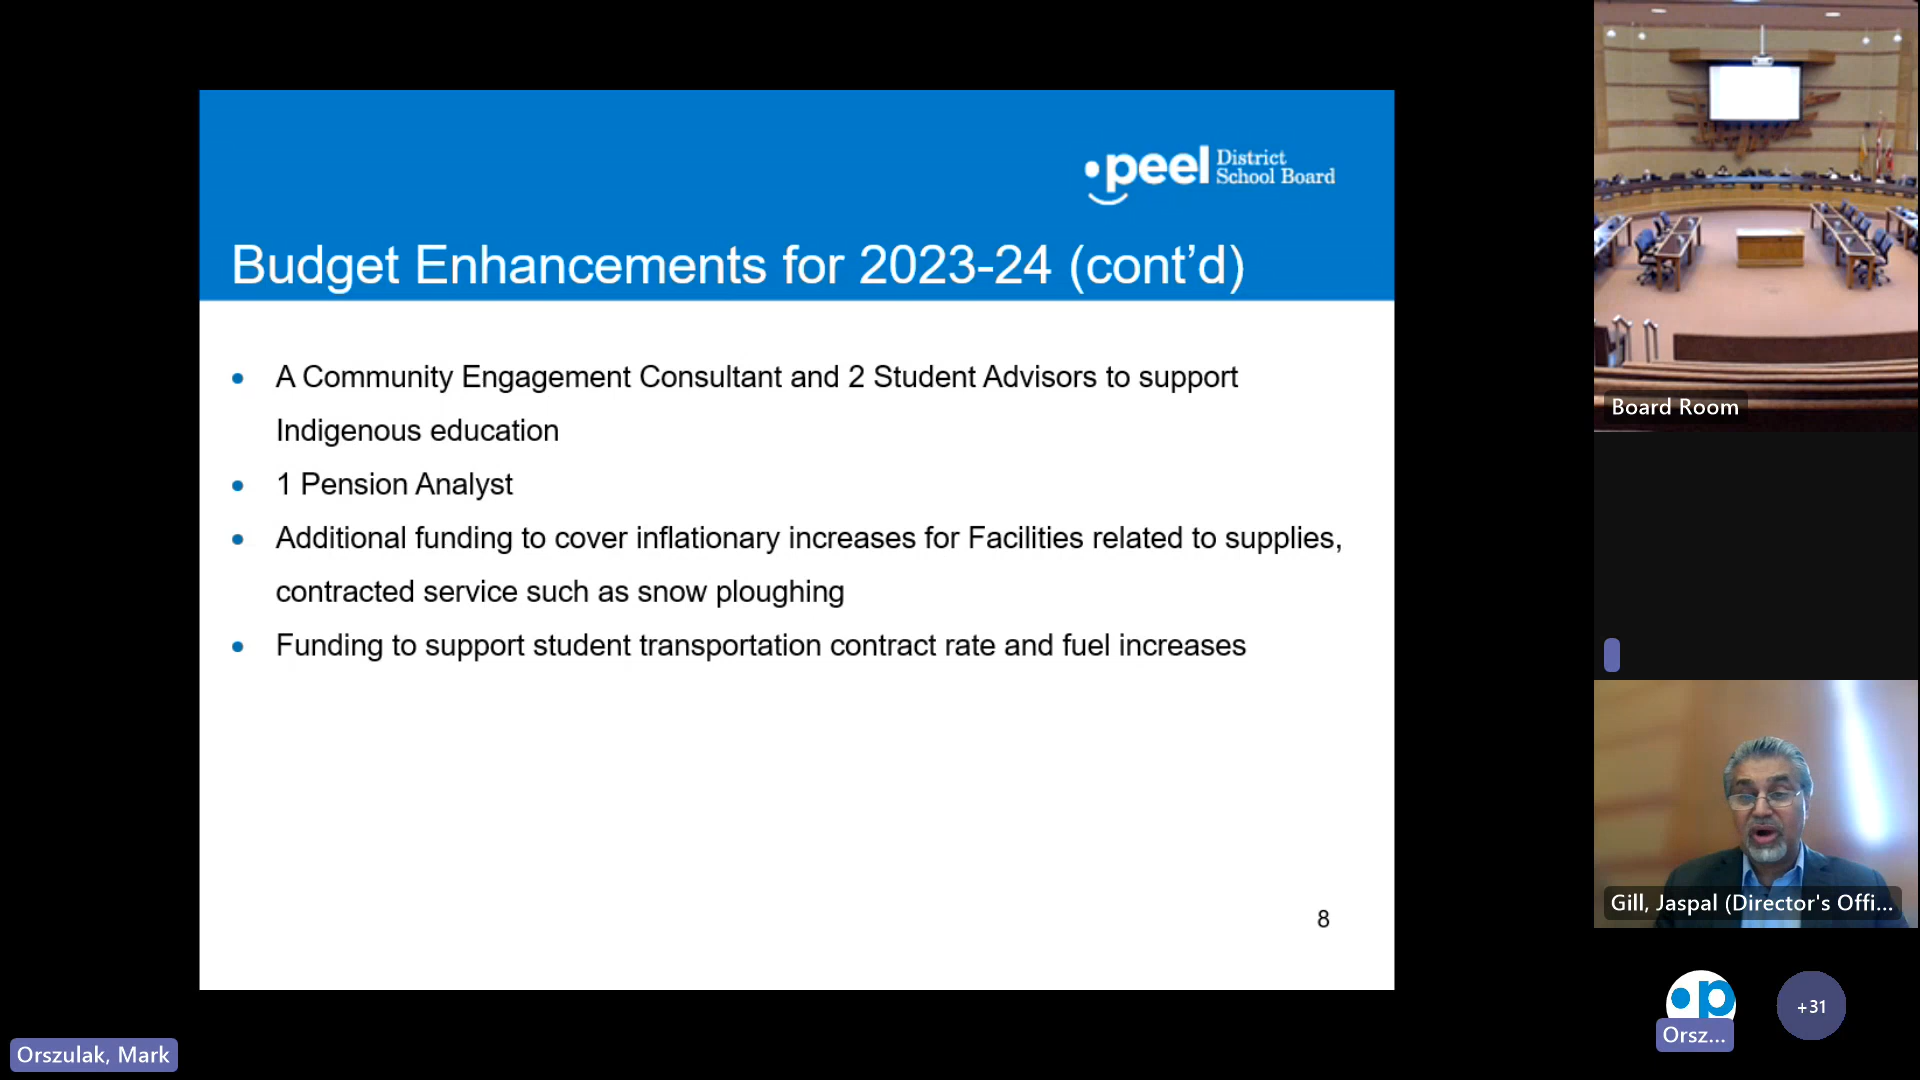 •peel District
School Board
Budget Enhancements for 2023-24 (cont’d)
• A Community Engagement Consultant and 2 Student Advisors to support
Indigenous education
• 1 Pension Analyst
• Additional funding to cover inflationary increases for Facilities related to supplies,
contracted service such as snow ploughing
• Funding to support student transportation contract rate and fuel increases
8
Orszulak, Mark
Board Room
Gill, Jaspal (Director's Offi...
p
Orsz...
+31